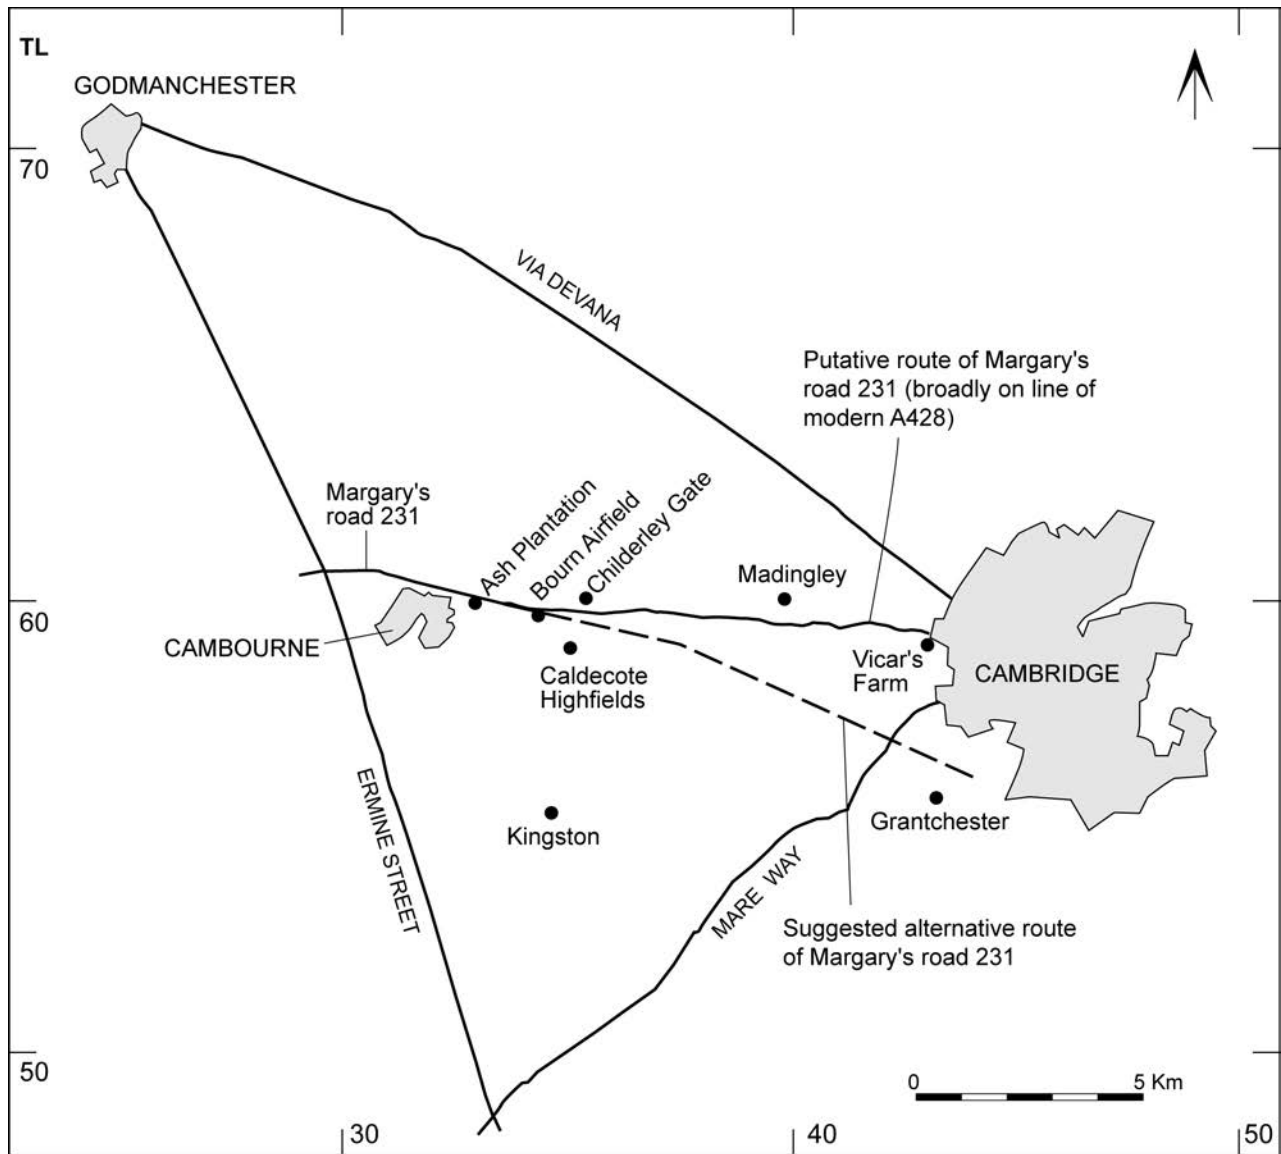 TL
GODMANCHESTER
70
VIA DEVANA
Putative route of Margary's
road 231 (broadly on line of
modern A428)
Margary's
road 231
Ash Plantation
Bourn Airfield
Childerley Gate
Madingley
60
CAMBOURNE
Caldecote
Highfields
Vicar's
Farm
CAMBRIDGE
ERMINE STREET
Kingston
Grantchester
MARE WAY
Suggested alternative route
of Margary's road 231
50
0 5 Km
30 40 50